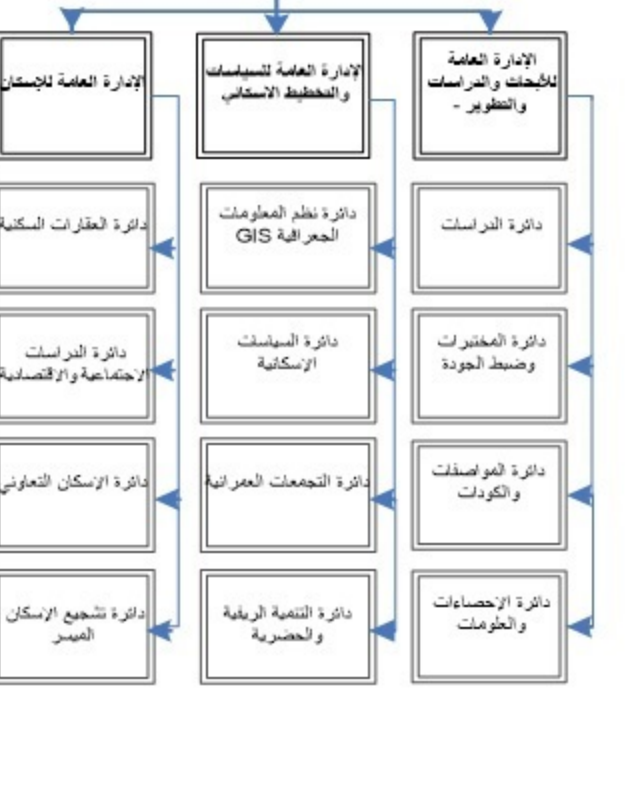 الإدارة العامة
للأبحاث والدراسات
والتطوير -
الإدارة العامة للسياسات
والتخطيط الاسكاني
الإدارة العامة للإسكان
دائرة الدراسات
دائرة نظم المعلومات
الجغرافية GIS
دائرة العقارات السكنية
دائرة المختبرات
وضبط الجودة
دائرة السياسات
الإسكانية
دائرة الدراسات
الاجتماعية والاقتصادية
دائرة المواصفات
والكودات
دائرة التجمعات العمرانية
دائرة الإسكان التعاوني
دائرة الإحصاءات
والعلومات
دائرة التنمية الريفية
والحضرية
دائرة تشجيع الإسكان
الميسر